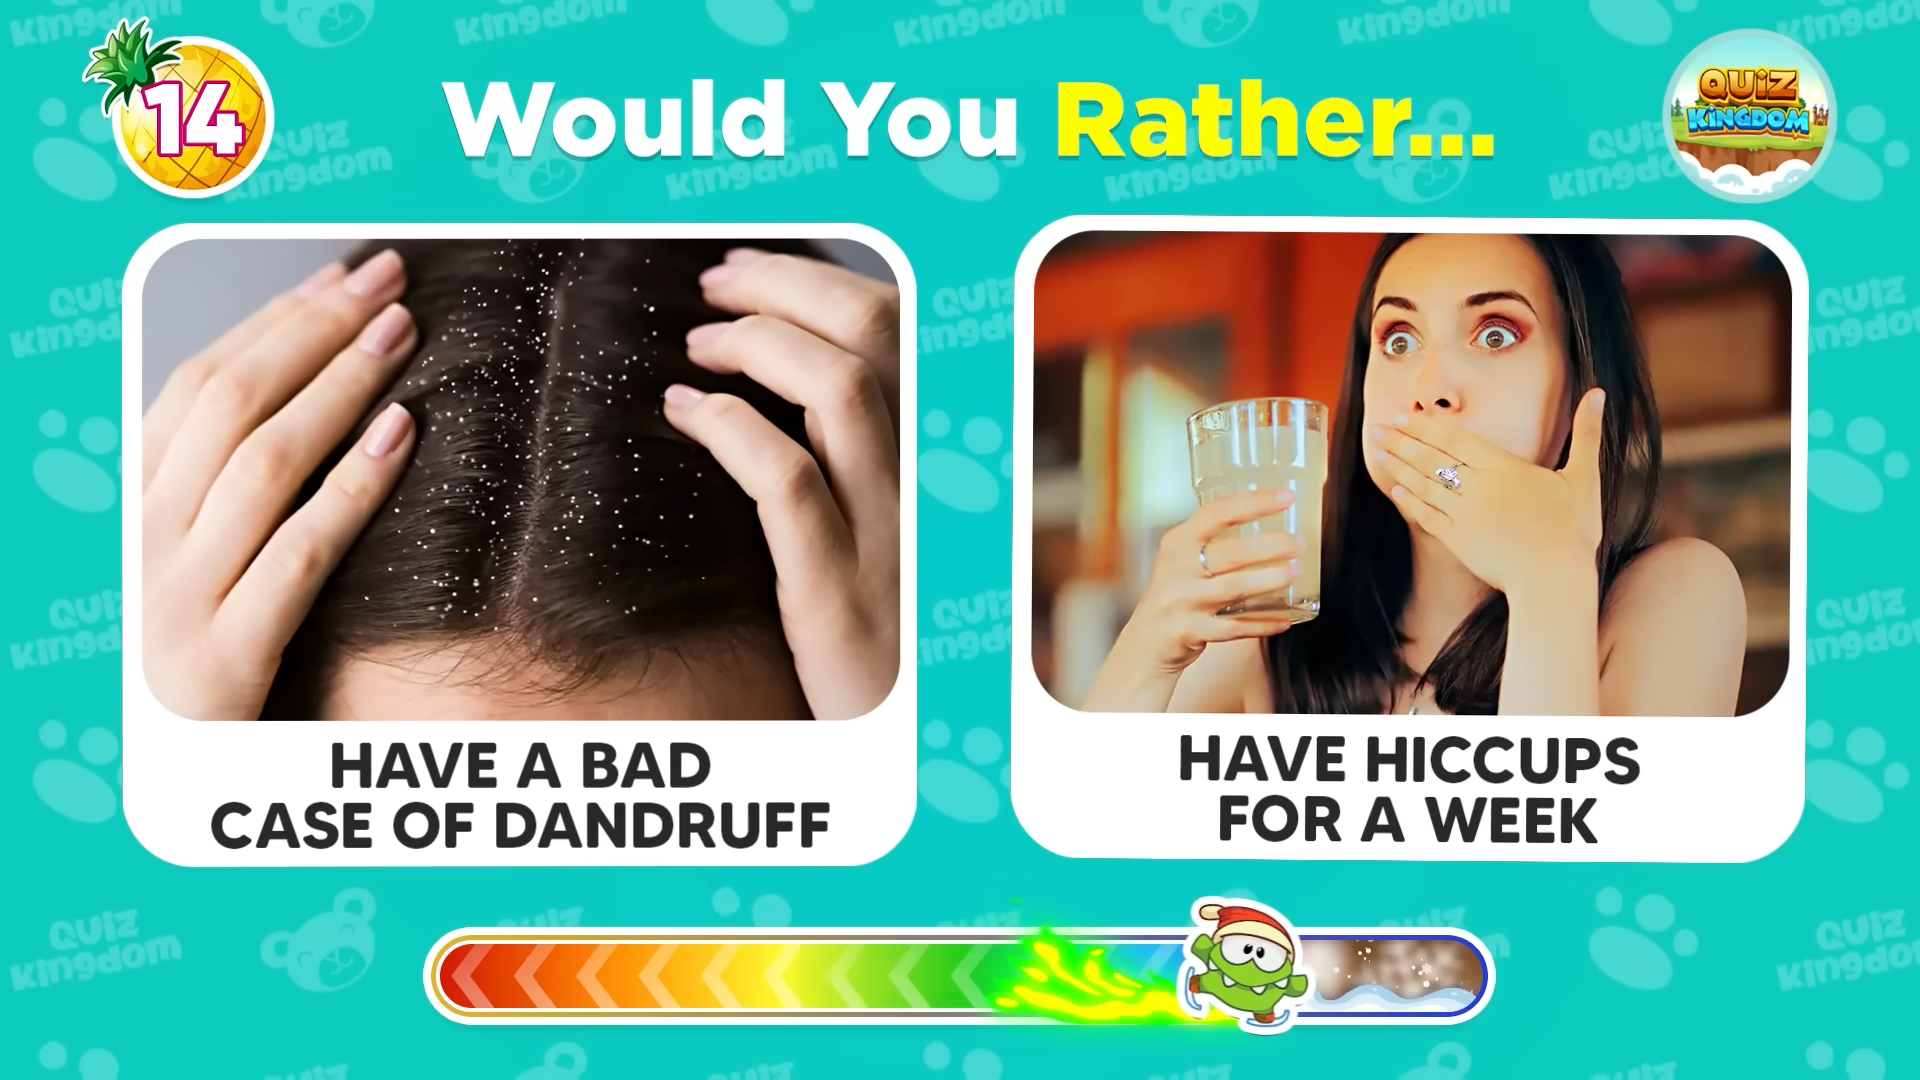 14
Would You Rather...
QUIZ
KINGDOM
HAVE A BAD
CASE OF DANDRUFF
HAVE HICCUPS
FOR A WEEK